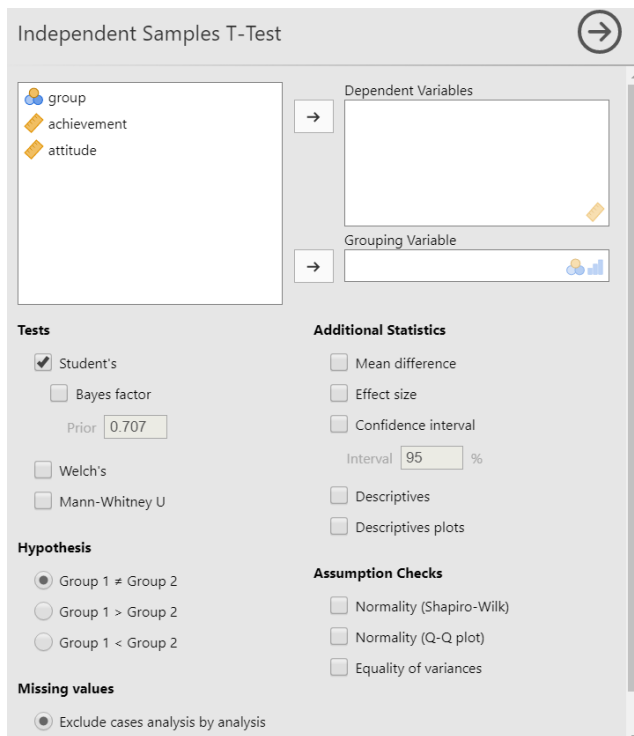 Independent Samples T-Test
group
achievement
attitude
Dependent Variables
Grouping Variable
Tests
Student's
Bayes factor
Prior 0.707
Welch's
Mann-Whitney U
Hypothesis
Group 1 ≠ Group 2
Group 1 > Group 2
Group 1 < Group 2
Missing values
Exclude cases analysis by analysis
Additional Statistics
Mean difference
Effect size
Confidence interval
Interval 95 %
Descriptives
Descriptives plots
Assumption Checks
Normality (Shapiro-Wilk)
Normality (Q-Q plot)
Equality of variances